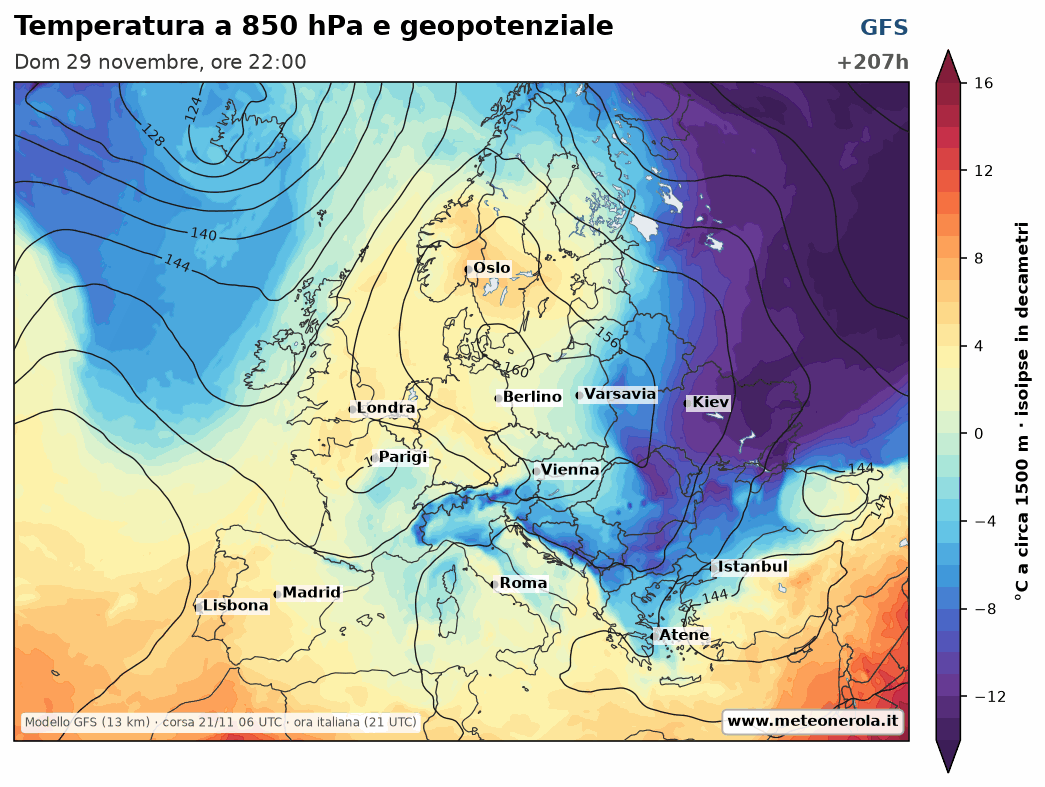 Temperatura a 850 hPa e geopotenziale
GFS
Dom 29 novembre, ore 22:00
+207h
124
128
140
144
Oslo
156
160
Londra
Berlino
Varsavia
Kiev
Parigi
Vienna
144
144
Istanbul
Roma
Madrid
Lisbona
144
Atene
Modello GFS (13 km) · corsa 21/11 06 UTC · ora italiana (21 UTC)
www.meteonerola.it
16
12
8
4
0
−4
−8
−12
°C a circa 1500 m · isoipse in decametri